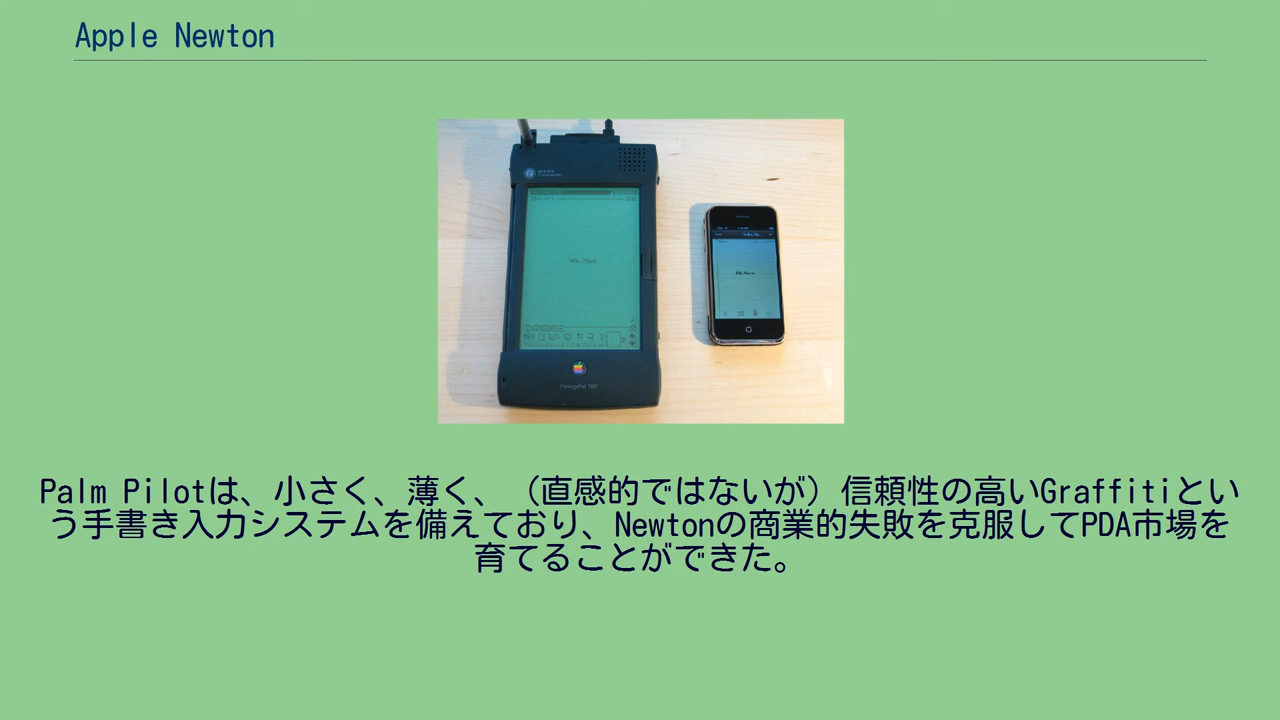 Apple Newton
Palm Pilotは、小さく、薄く、（直感的ではないが）信頼性の高いGraffitiとい
う手書き入力システムを備えており、Newtonの商業的失敗を克服してPDA市場を
育てることができた。